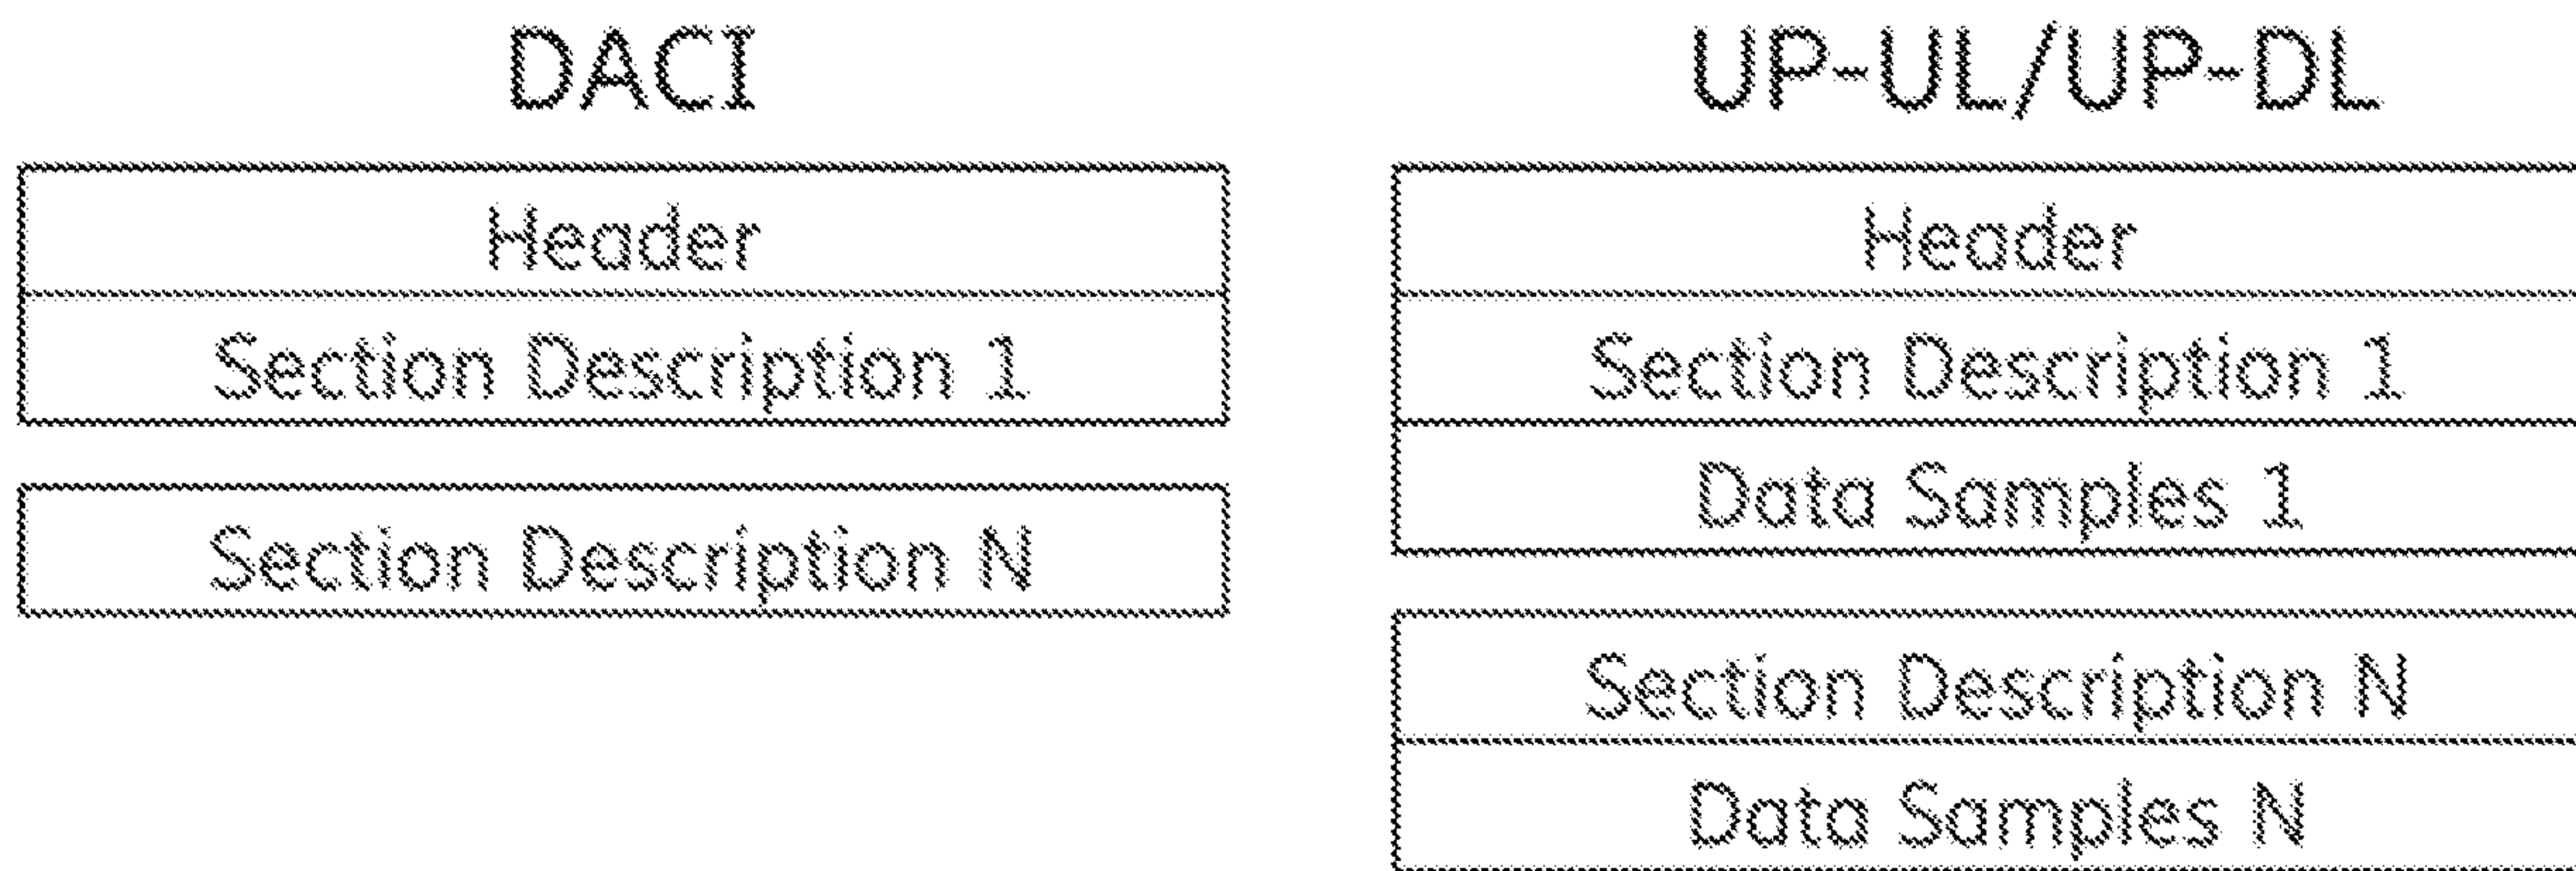 DACI
Header
Section Description 1
Section Description N
UP-UL/UP-DL
Header
Section Description 1
Data Samples 1
Section Description N
Data Samples N